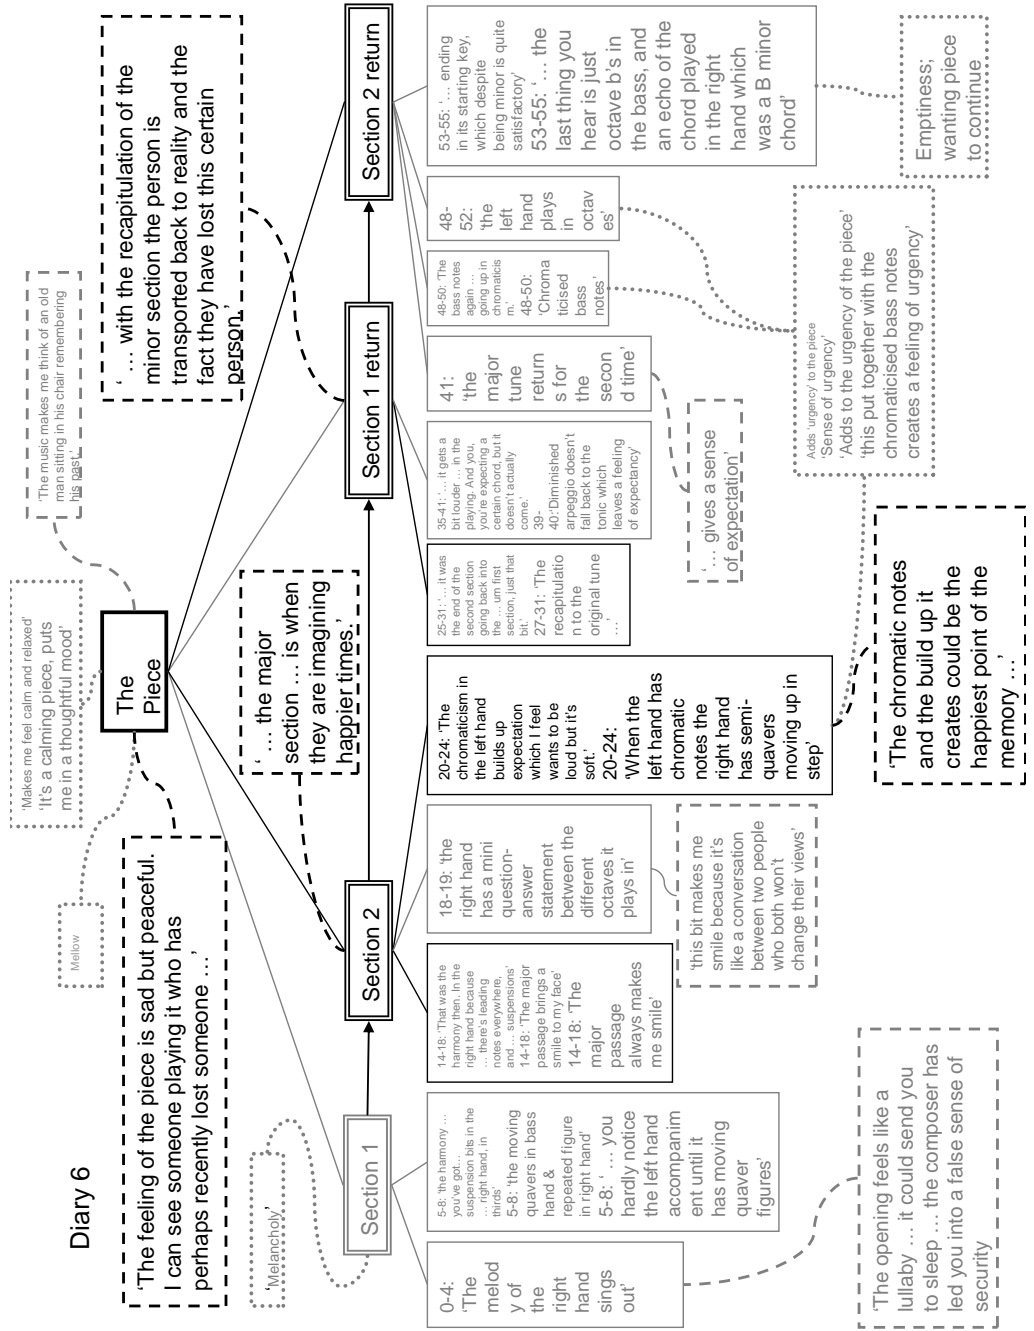 Diary 6
'The feeling of the piece is sad but peaceful.
I can see someone playing it who has
perhaps recently lost someone …'
Mellow
'Makes me feel calm and relaxed'
'It's a calming piece, puts
me in a thoughtful mood'
'The music makes me think of an old
man sitting in his chair remembering
his past.'
' … with the recapitulation of the
minor section the person is
transported back to reality and the
fact they have lost this certain
person.'
The
Piece
'Melancholy'
' … the major
section … is when
they are imagining
happier times.'
Section 1
Section 2
Section 1 return
Section 2 return
0-4:
'The
melod
y of
the
right
hand
sings
out'
5-8: 'the harmony …
you've got…
suspension bits in the
… right hand, in
thirds'
5-8: 'the moving
quavers in bass
hand &
repeated figure
in right hand'
5-8: ' … you
hardly notice
the left hand
accompanim
ent until it
has moving
quaver
figures'
14-18: 'That was the
harmony then. In the
right hand because
… there's leading
notes everywhere,
and … suspensions'
14-18: 'The major
passage brings a
smile to my face'
14-18: 'The
major
passage
always makes
me smile'
18-19: 'the
right hand
has a mini
question-
answer
statement
between the
different
octaves it
plays in'
20-24: 'The
chromaticism in
the left hand
builds up
expectation
which I feel
wants to be
loud but it's
soft.'
20-24:
'When the
left hand has
chromatic
notes the
right hand
has semi-
quavers
moving up in
step'
25-31: '… it was
the end of the
second section
going back into
the … um first
section, just that
bit.'
27-31: 'The
recapitulatio
n to the
original tune
…'
35-41: '… it gets a
bit louder … in the
playing. And you,
you're expecting a
certain chord, but it
doesn't actually
come.'
39-
40:'Diminished
arpeggio doesn't
fall back to the
tonic which
leaves a feeling
of expectancy'
41:
'the
major
tune
return
s for
the
secon
d time'
48-50: 'The
bass notes
again …
going up in
chromaticis
m.'
48-50:
'Chroma
ticised
bass
notes'
48-
52:
'the
left
hand
plays
in
octav
es'
53-55: '… ending
in its starting key,
which despite
being minor is quite
satisfactory'
53-55: '… the
last thing you
hear is just
octave b's in
the bass, and
an echo of the
chord played
in the right
hand which
was a B minor
chord'
'The opening feels like a
lullaby … it could send you
to sleep … the composer has
led you into a false sense of
security
'this bit makes me
smile because it's
like a conversation
between two people
who both won't
change their views'
'The chromatic notes
and the build up it
creates could be the
happiest point of the
memory …'
'… gives a sense
of expectation'
Adds 'urgency' to the piece
'Sense of urgency'
'Adds to the urgency of the piece'
'this put together with the
chromaticised bass notes
creates a feeling of urgency'
Emptiness;
wanting piece
to continue